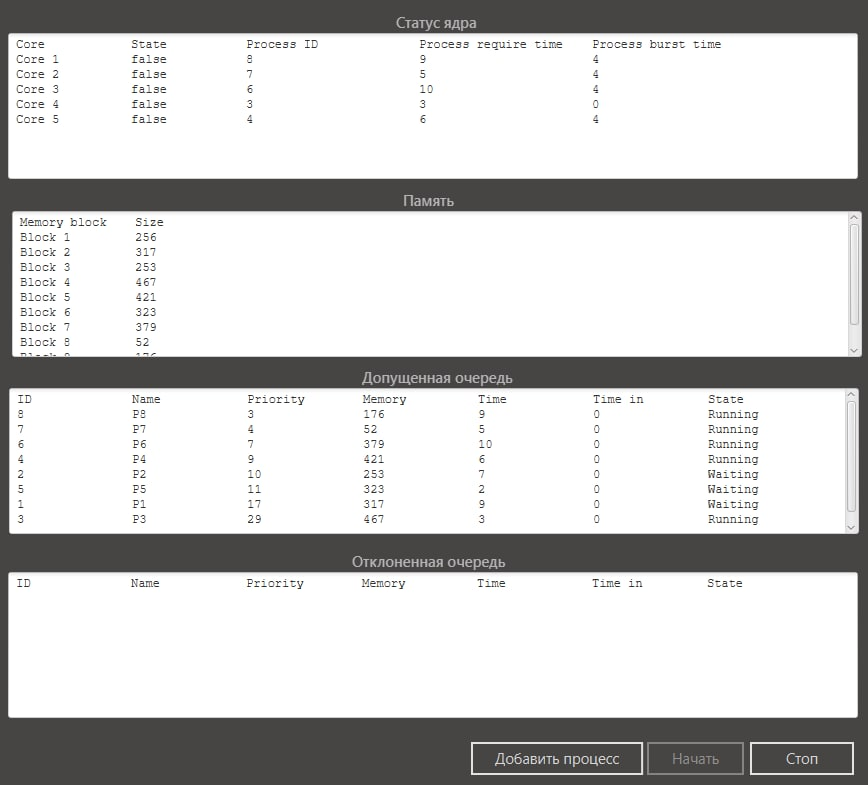 Статус ядра
Core State Process ID Process require time Process burst time
Core 1 false 8 9 4
Core 2 false 7 5 4
Core 3 false 6 10 4
Core 4 false 3 3 0
Core 5 false 4 6 4
Память
Memory block Size
Block 1 256
Block 2 317
Block 3 253
Block 4 467
Block 5 421
Block 6 323
Block 7 379
Block 8 52
Допущенная очередь
ID Name Priority Memory Time Time in State
8 P8 3 176 9 0 Running
7 P7 4 52 5 0 Running
6 P6 7 379 10 0 Running
4 P4 9 421 6 0 Running
2 P2 10 253 7 0 Waiting
5 P5 11 323 2 0 Waiting
1 P1 17 317 9 0 Waiting
3 P3 29 467 3 0 Running
Отклоненная очередь
ID Name Priority Memory Time Time in State
Добавить процесс Начать Стоп